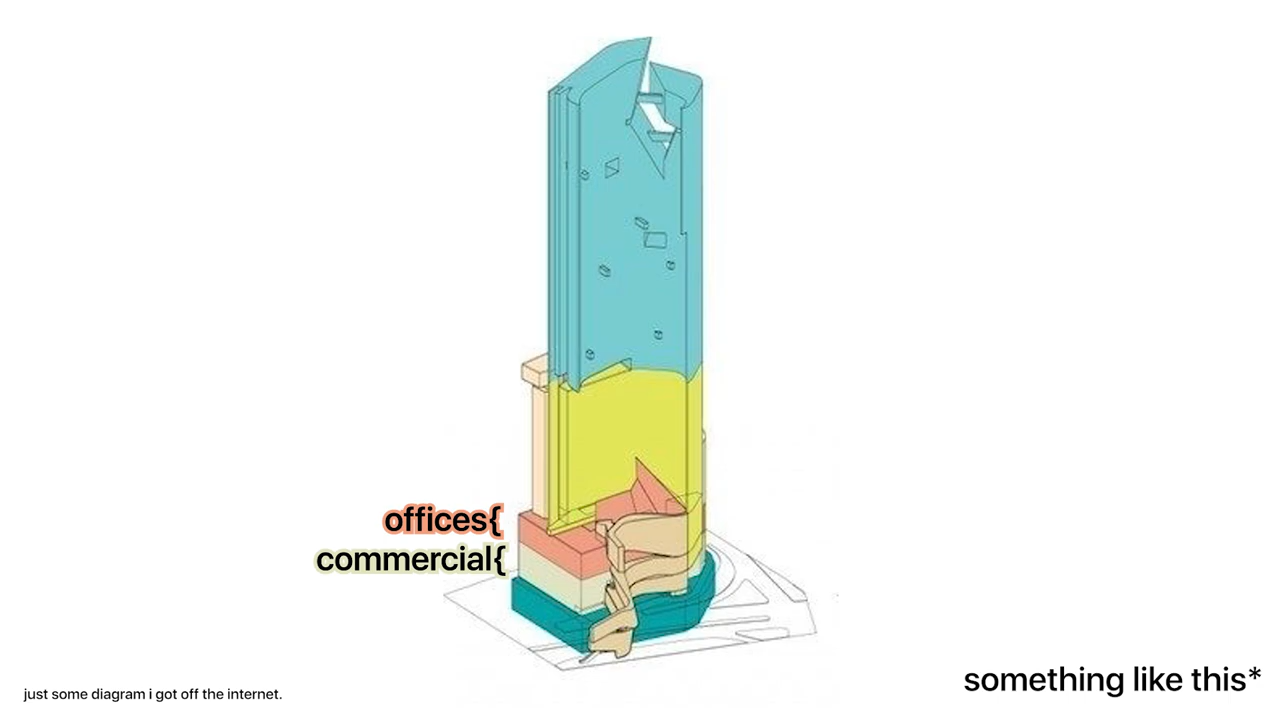 offices{
commercial{
something like this*
just some diagram i got off the internet.